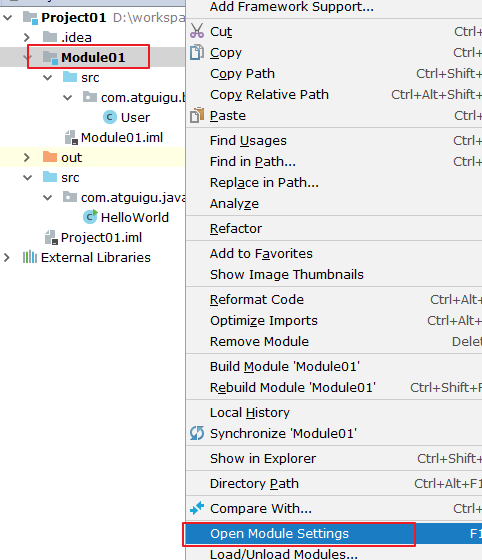 Project01 D:\workspa
.idea
Module01
src
com.atguigu.b
User
Module01.iml
out
src
com.atguigu.java
HelloWorld
Project01.iml
External Libraries
Add Framework Support...
Cut Ctrl+
Copy Ctrl+
Copy Path Ctrl+Shift+
Copy Relative Path Ctrl+Alt+Shift+
Paste Ctrl+
Find Usages Ctrl+
Find in Path... Ctrl+Shift+
Replace in Path...
Analyze
Refactor
Add to Favorites
Show Image Thumbnails
Reformat Code Ctrl+Alt+
Optimize Imports Ctrl+Alt+
Remove Module Delet
Build Module 'Module01'
Rebuild Module 'Module01' Ctrl+Shift+F
Local History
Synchronize 'Module01'
Show in Explorer Ctrl+Shift+
Directory Path Ctrl+Alt+F1
Compare With... Ctrl+
Open Module Settings F1
Load/Unload Modules...